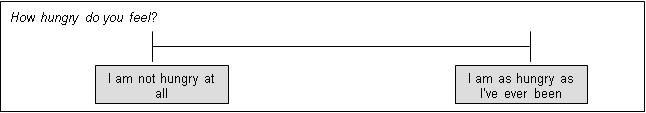 How hungry do you feel?
I am not hungry at
all
I am as hungry as
I've ever been